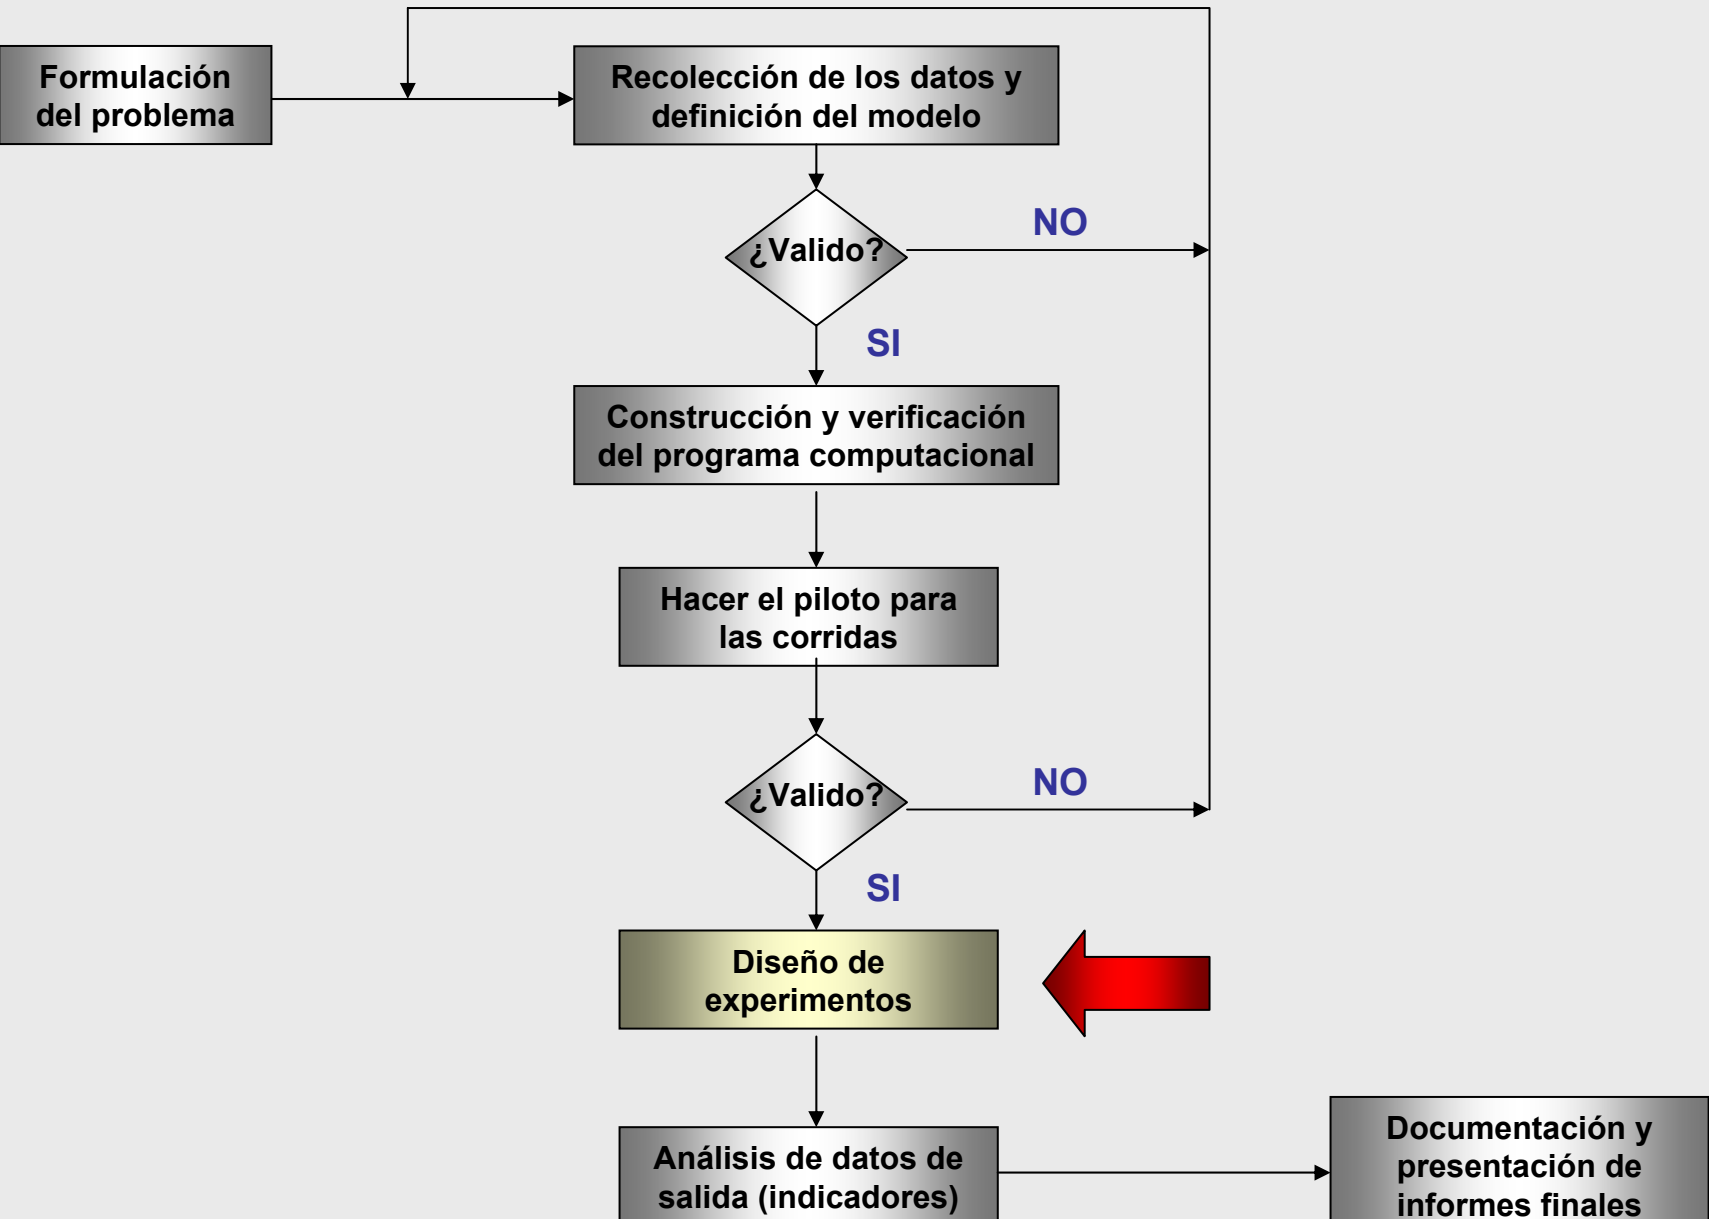 Formulación
del problema
Recolección de los datos y
definición del modelo
¿Valido?
NO
SI
Construcción y verificación
del programa computacional
Hacer el piloto para
las corridas
¿Valido?
NO
SI
Diseño de
experimentos
Análisis de datos de
salida (indicadores)
Documentación y
presentación de
informes finales